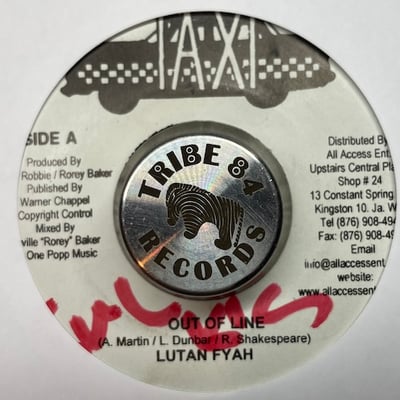 TAXI
SIDE A
Produced By
Robbie / Rorey Baker
Published By
Warner Chappel
Copyright Control
Mixed By
ville "Rorey" Baker
One Popp Music
TRIBE 84
RECORDS
Distributed By
All Access Ent.
Upstairs Central Pla
Shop # 24
13 Constant Spring
Kingston 10. Ja. W
Tel (876) 908-494
Fax: (876) 908-4
Email
info@allaccessent
website:
www.allaccessent
OUT OF LINE
(A. Martin / L. Dunbar / R. Shakespeare)
LUTAN FYAH